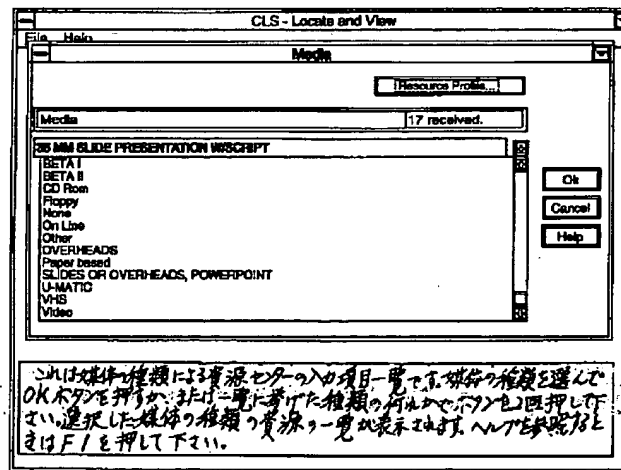 CLS - Locate and View
File Help
Media
Resource Profile...
Media 17 received.
35 MM SLIDE PRESENTATION W/SCRIPT
BETA I
BETA II
CD Rom
Floppy
None
On Line
Other
OVERHEADS
Paper based
SLIDES OR OVERHEADS, POWERPOINT
U-MATIC
VHS
Video
Ok
Cancel
Help
これは媒体の種類による資源センターの入力項目一覧です。媒体の種類を選んで
OKボタンを押すか、または一覧に挙げた種類の何れかでボタンを2回押して下
さい。選択した媒体の種類の資源の一覧が表示されます。ヘルプを参照すると
きはF1を押して下さい。